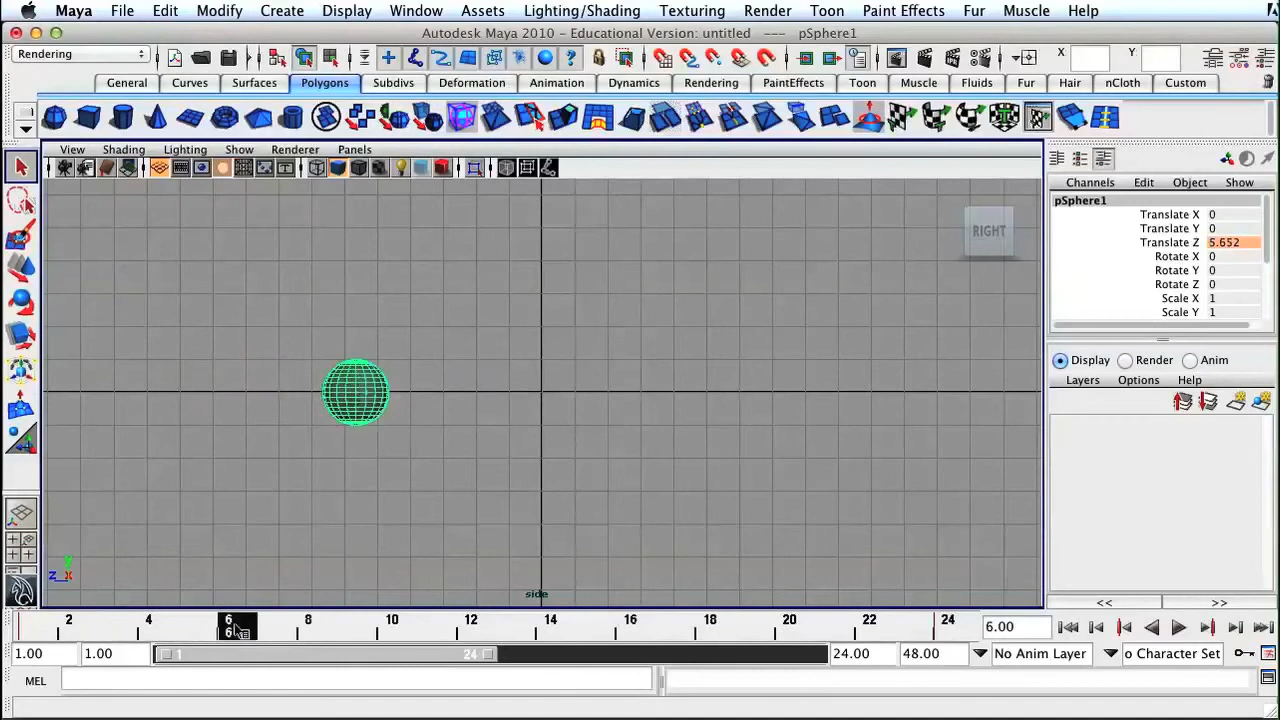 Maya File Edit Modify Create Display Window Assets Lighting/Shading Texturing Render Toon Paint Effects Fur Muscle Help
Autodesk Maya 2010 - Educational Version: untitled --- pSphere1
Rendering
X Y
General Curves Surfaces Polygons Subdivs Deformation Animation Dynamics Rendering PaintEffects Toon Muscle Fluids Fur Hair nCloth Custom
View Shading Lighting Show Renderer Panels
Channels Edit Object Show
pSphere1
Translate X 0
Translate Y 0
Translate Z 5.652
Rotate X 0
Rotate Y 0
Rotate Z 0
Scale X 1
Scale Y 1
RIGHT
Display Render Anim
Layers Options Help
y
z x
side
<< >>
2 4 6 8 10 12 14 16 18 20 22 24 6.00
6
1.00 1.00 1 24 24.00 48.00 No Anim Layer o Character Set
MEL